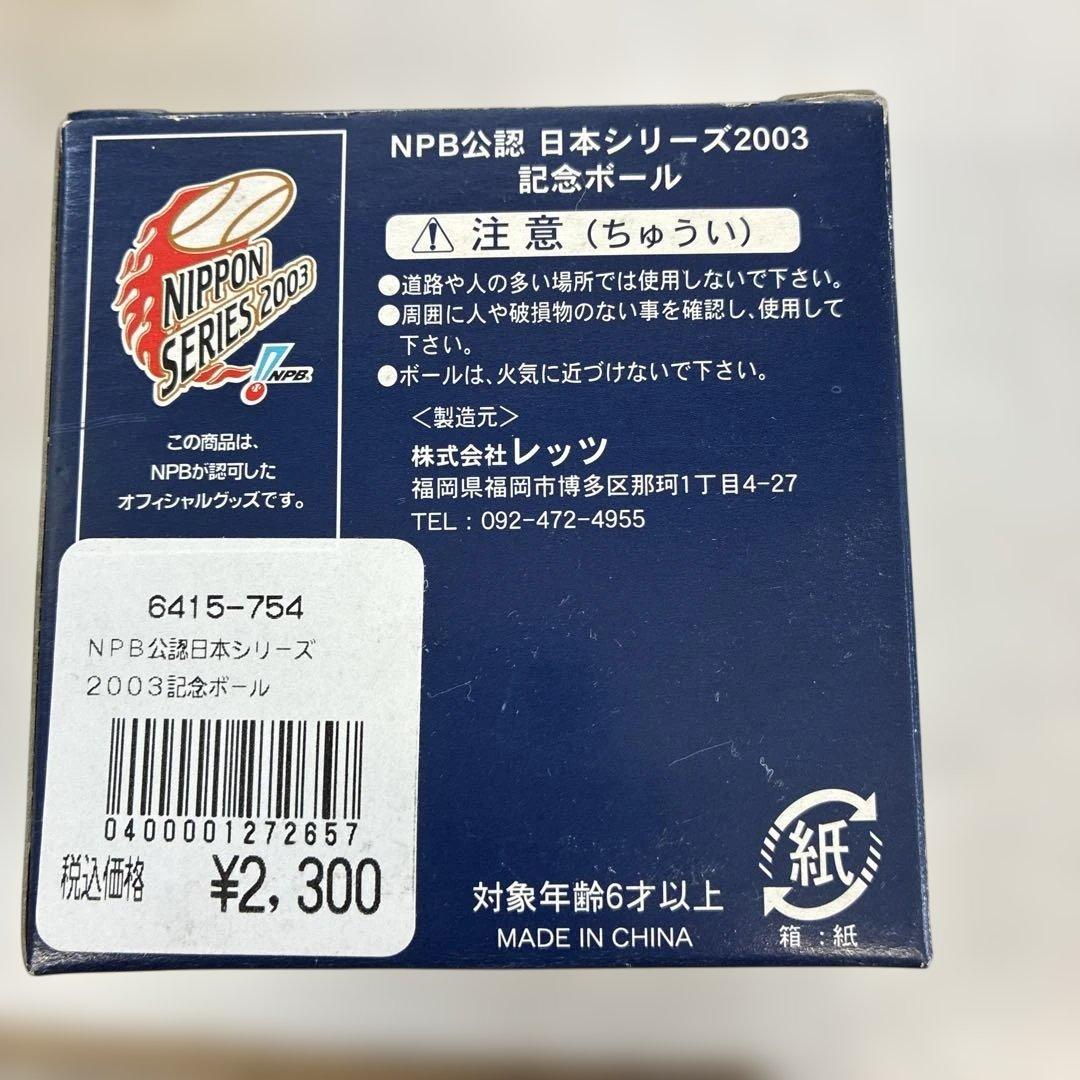 NIPPON
SERIES 2003
NPB
この商品は、
NPBが認可した
オフィシャルグッズです。
NPB公認 日本シリーズ2003
記念ボール
注意(ちゅうい)
●道路や人の多い場所では使用しないで下さい。
●周囲に人や破損物のない事を確認し、使用して
下さい。
●ボールは、火気に近づけないで下さい。
<製造元>
株式会社レッツ
福岡県福岡市博多区那珂1丁目4-27
TEL : 092-472-4955
6415-754
NPB公認日本シリーズ
2003記念ボール
0400001272657
税込価格 ¥2,300
対象年齢6才以上
MADE IN CHINA
紙
箱 : 紙